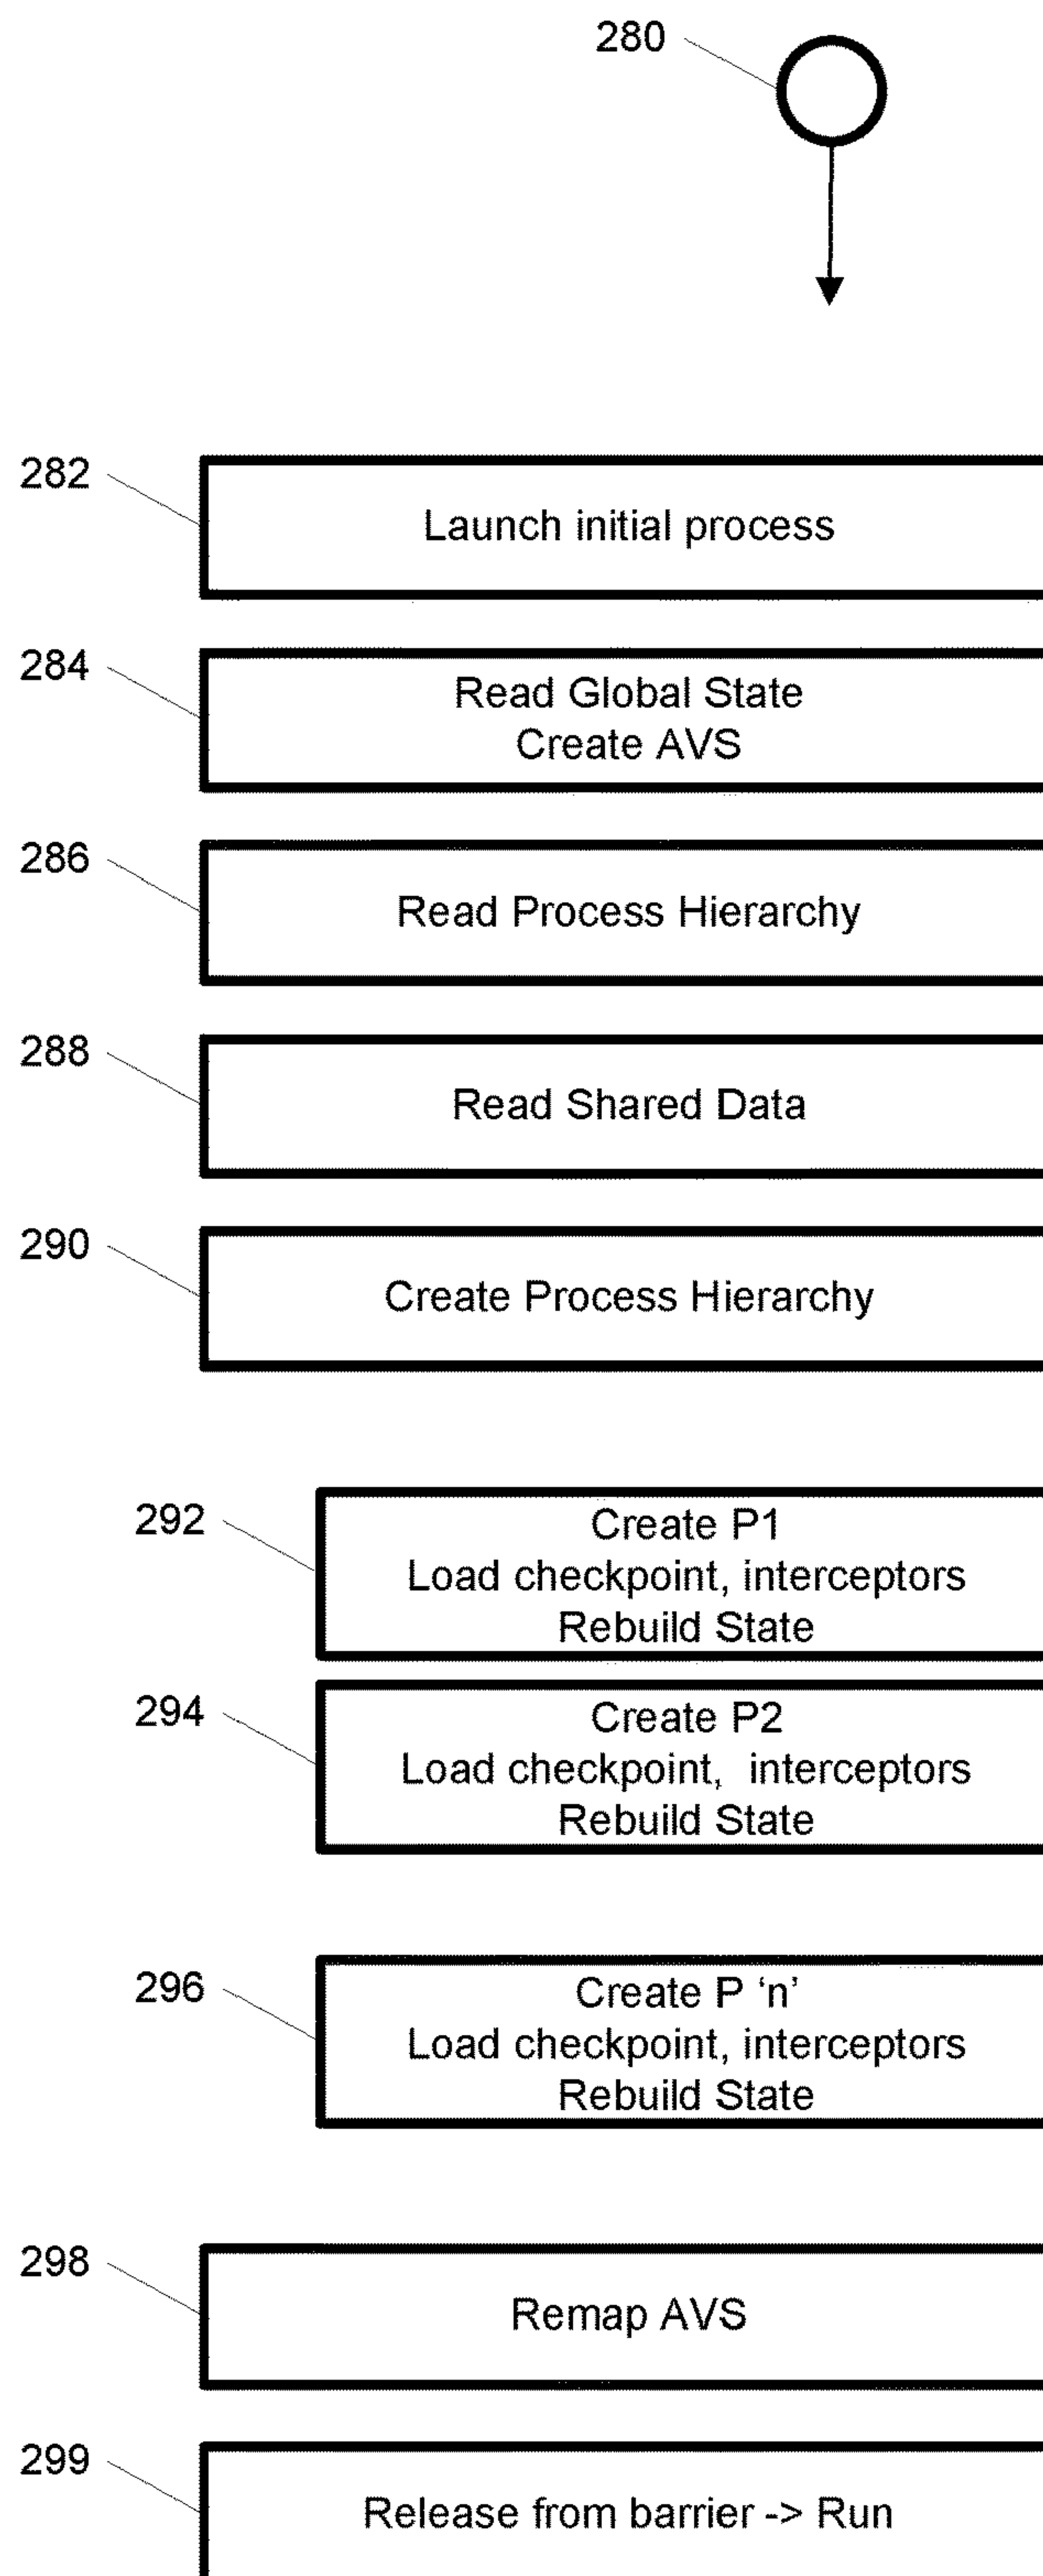 280
282
Launch initial process
284
Read Global State
Create AVS
286
Read Process Hierarchy
288
Read Shared Data
290
Create Process Hierarchy
292
Create P1
Load checkpoint, interceptors
Rebuild State
294
Create P2
Load checkpoint, interceptors
Rebuild State
296
Create P ‘n’
Load checkpoint, interceptors
Rebuild State
298
Remap AVS
299
Release from barrier -> Run